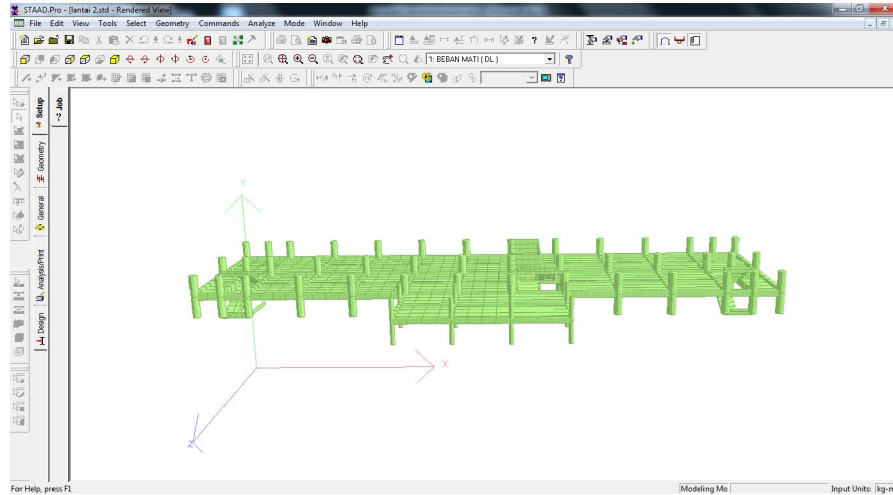 STAAD.Pro - [lantai 2.std - Rendered View]
File Edit View Tools Select Geometry Commands Analyze Mode Window Help
1: BEBAN MATI ( DL )
Setup
Job
Geometry
General
Analysis/Print
Design
Y
X
Z
For Help, press F1
Modeling Mo
Input Units: kg-m